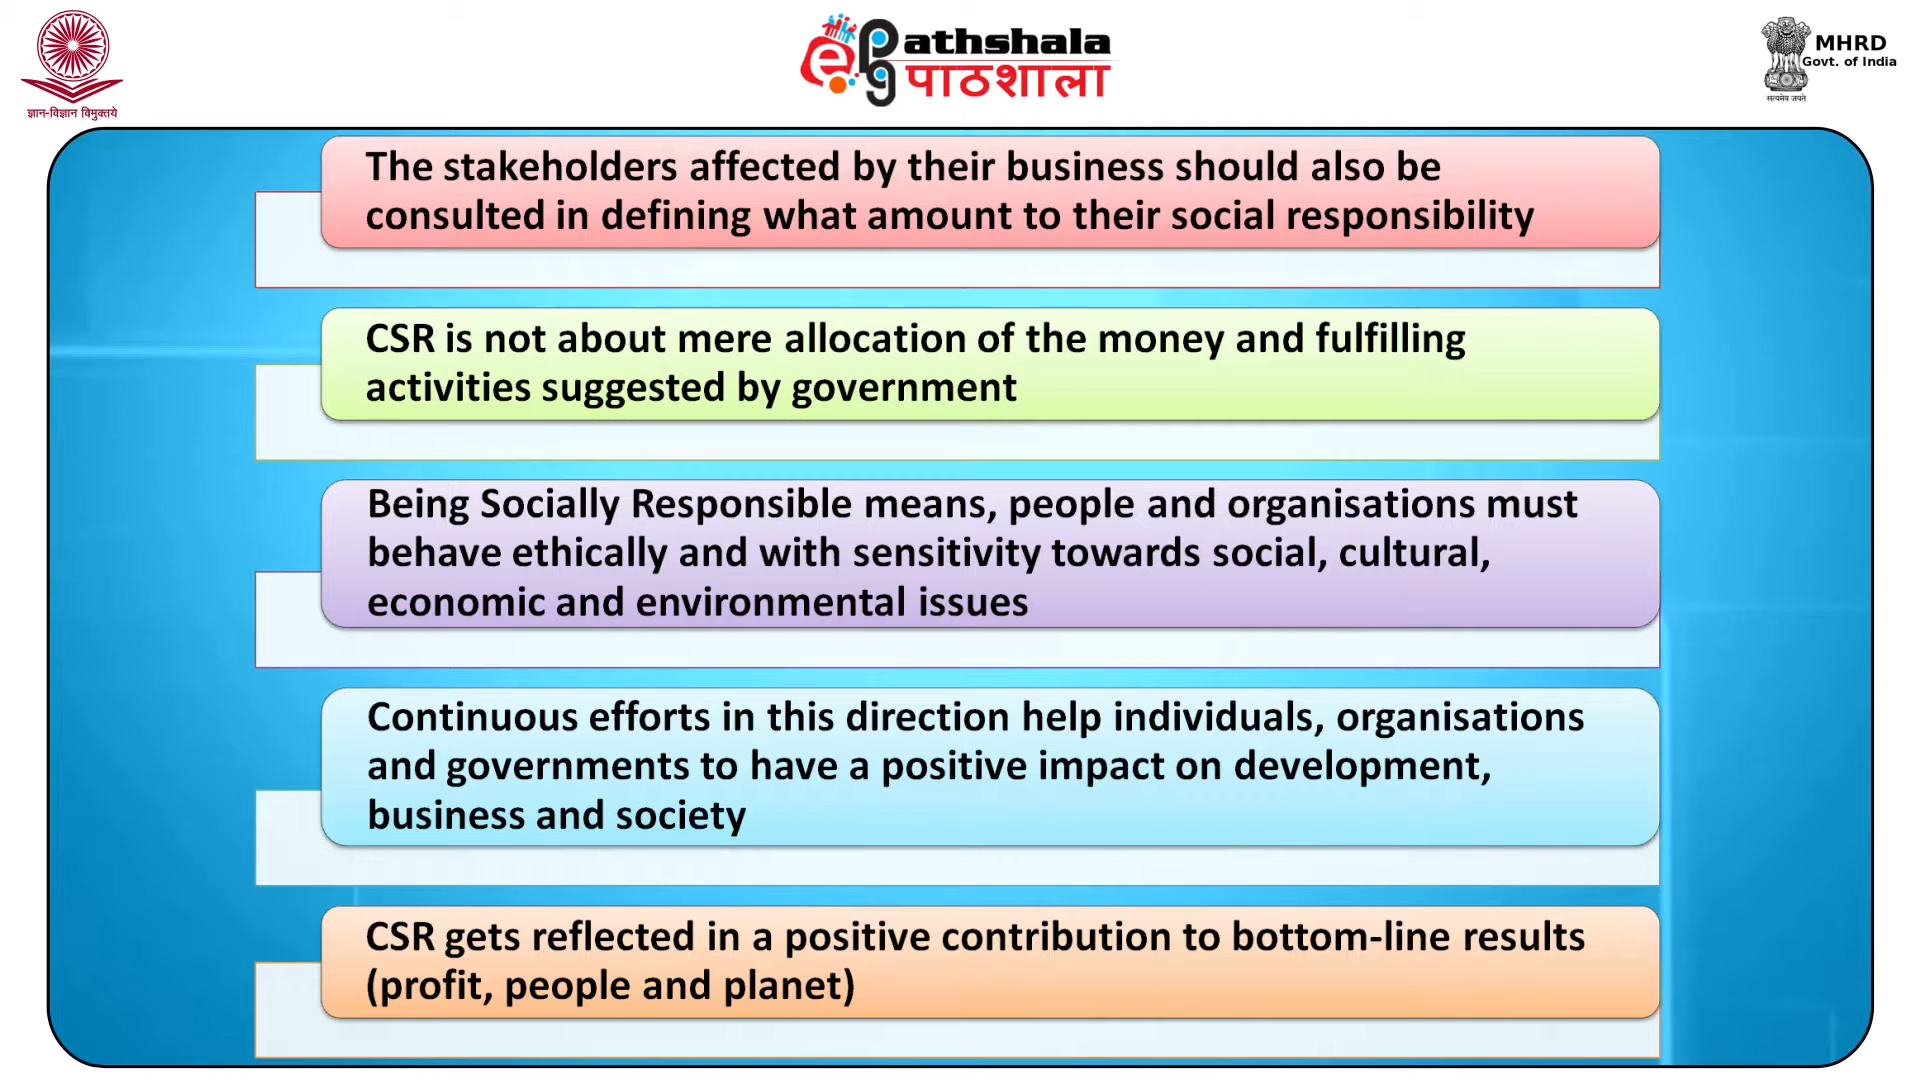 ज्ञान-विज्ञान विमुक्तये
e pg athshala
पाठशाला
MHRD
Govt. of India
सत्यमेव जयते
The stakeholders affected by their business should also be
consulted in defining what amount to their social responsibility
CSR is not about mere allocation of the money and fulfilling
activities suggested by government
Being Socially Responsible means, people and organisations must
behave ethically and with sensitivity towards social, cultural,
economic and environmental issues
Continuous efforts in this direction help individuals, organisations
and governments to have a positive impact on development,
business and society
CSR gets reflected in a positive contribution to bottom-line results
(profit, people and planet)